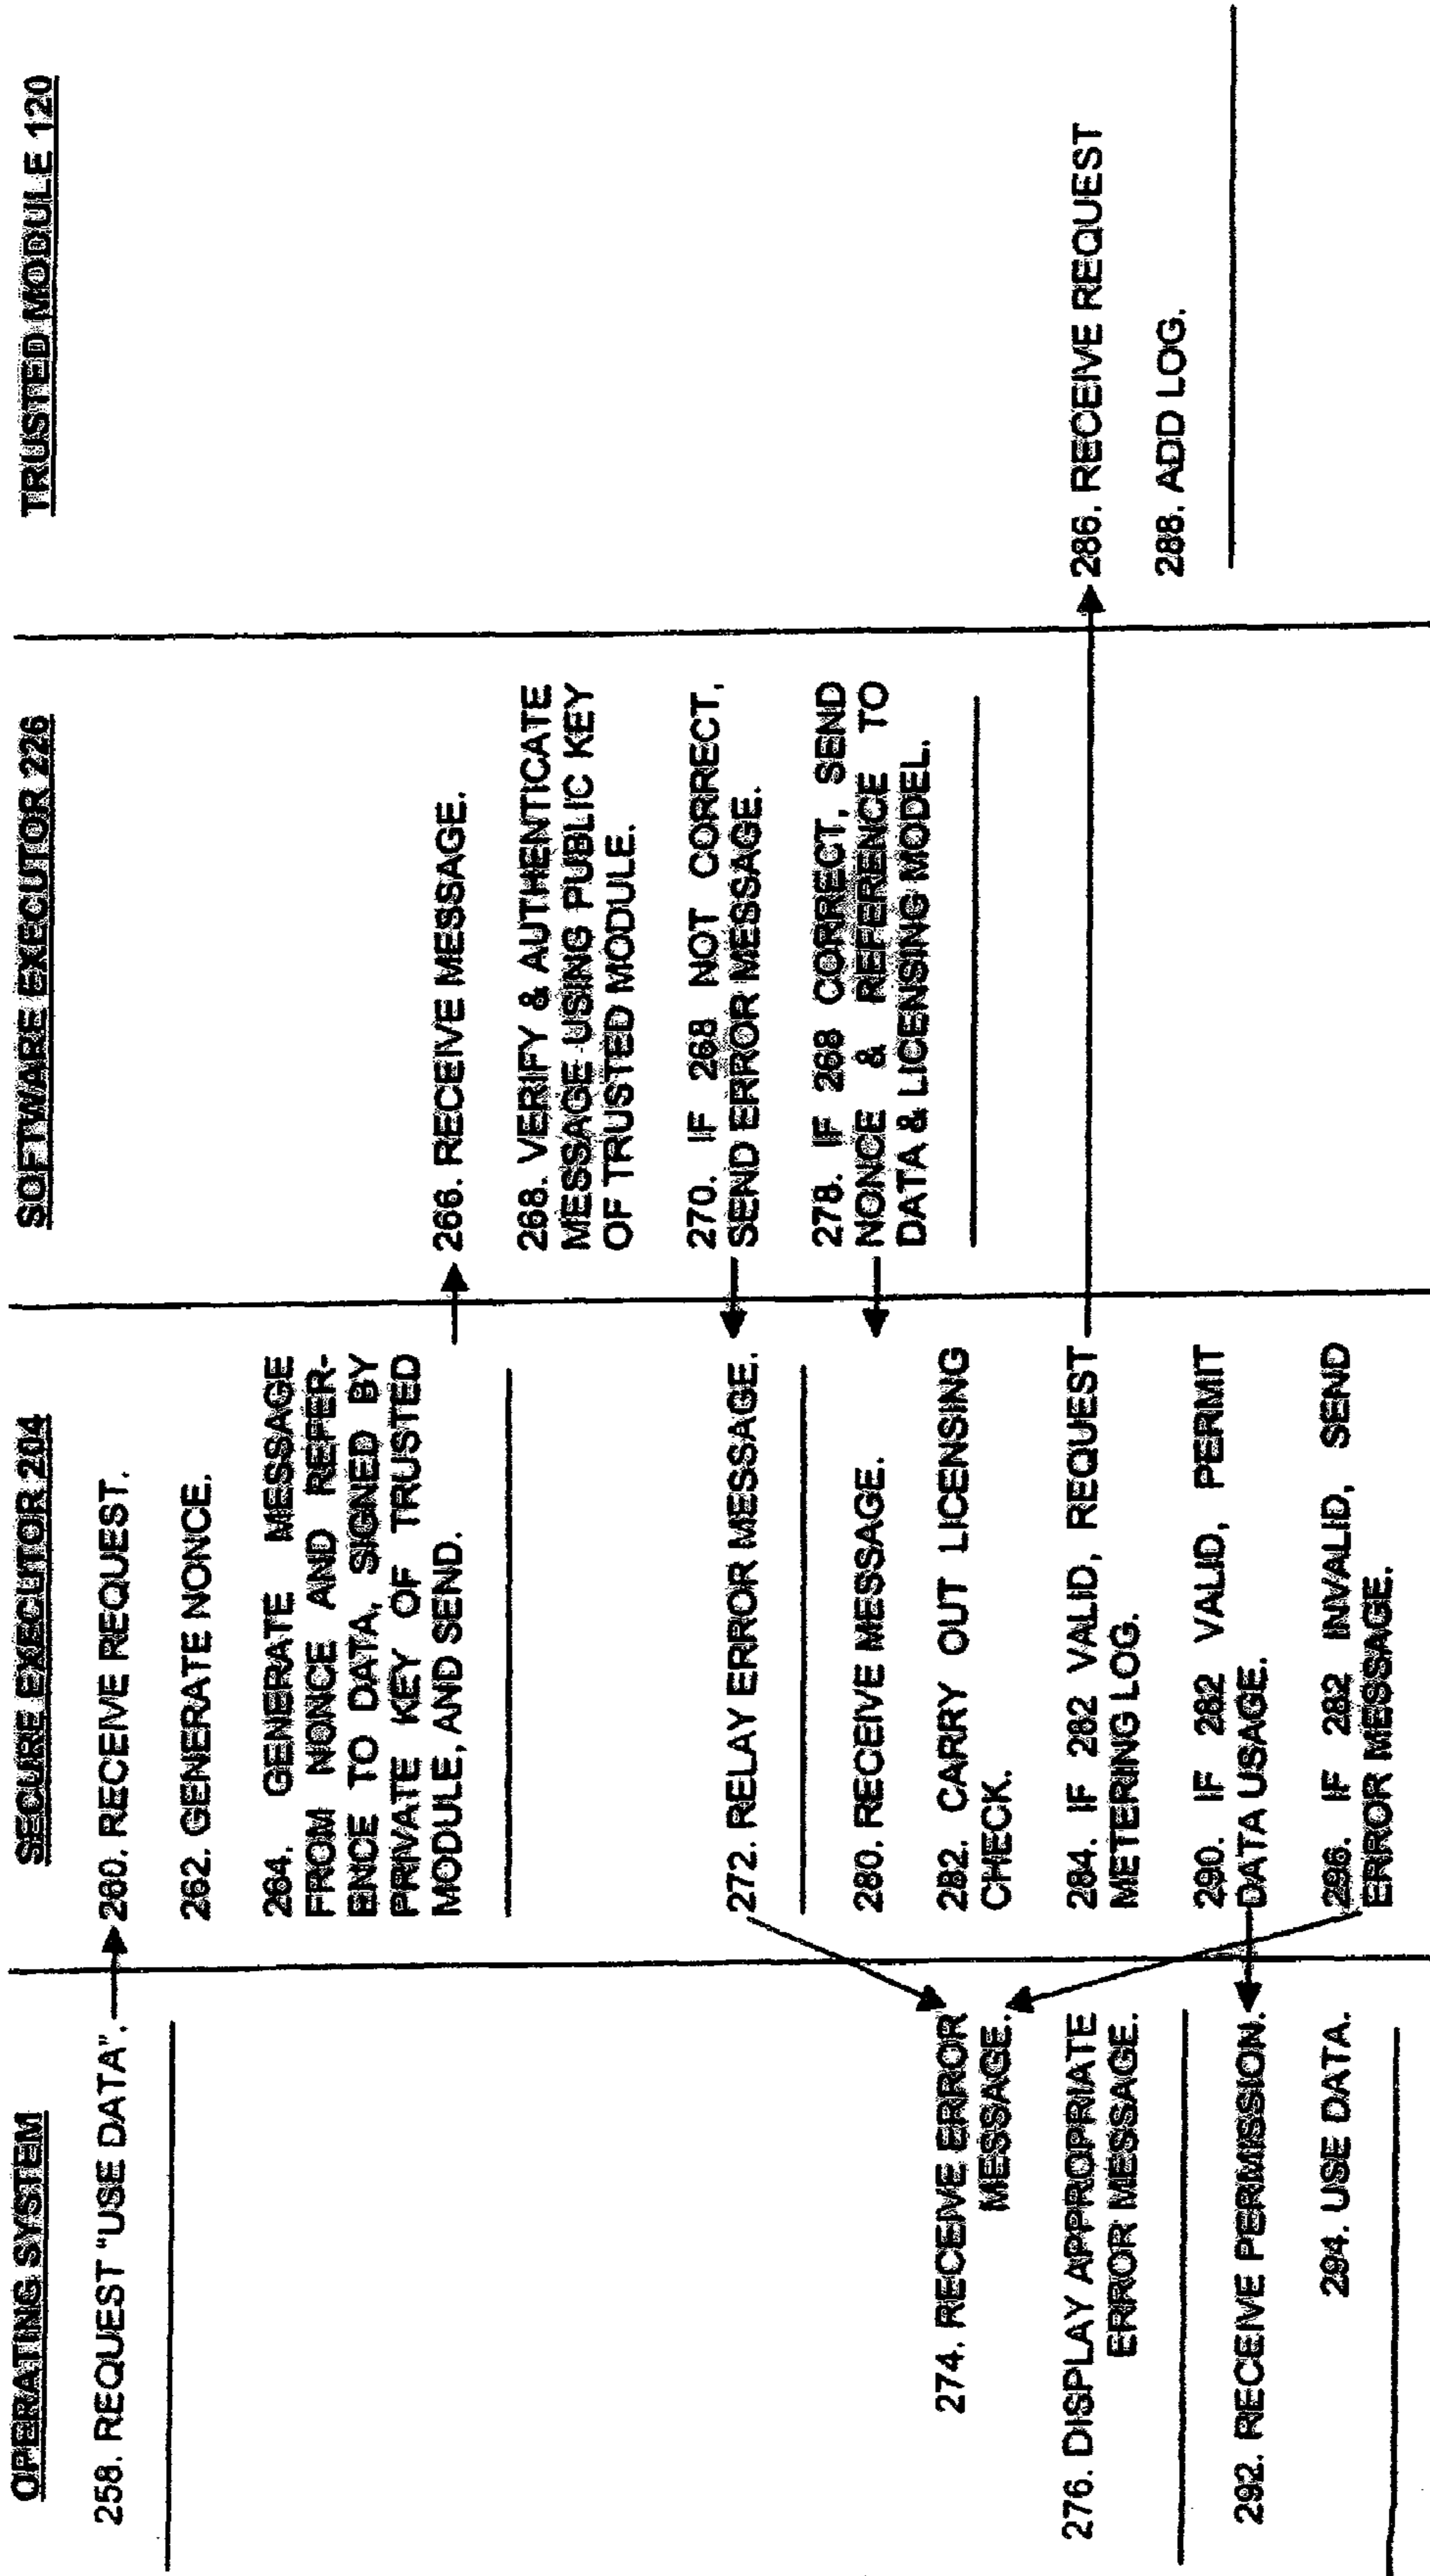 OPERATING SYSTEM
258. REQUEST "USE DATA".
274. RECEIVE ERROR
MESSAGE.
276. DISPLAY APPROPRIATE
ERROR MESSAGE.
292. RECEIVE PERMISSION.
294. USE DATA.
SECURE EXECUTOR 204
260. RECEIVE REQUEST.
262. GENERATE NONCE.
264. GENERATE MESSAGE
FROM NONCE AND REFER-
ENCE TO DATA, SIGNED BY
PRIVATE KEY OF TRUSTED
MODULE, AND SEND.
272. RELAY ERROR MESSAGE.
280. RECEIVE MESSAGE.
282. CARRY OUT LICENSING
CHECK.
284. IF 282 VALID, REQUEST
METERING LOG.
290. IF 282 VALID, PERMIT
DATA USAGE.
296. IF 282 INVALID, SEND
ERROR MESSAGE.
SOFTWARE EXECUTOR 226
266. RECEIVE MESSAGE.
268. VERIFY & AUTHENTICATE
MESSAGE USING PUBLIC KEY
OF TRUSTED MODULE.
270. IF 268 NOT CORRECT,
SEND ERROR MESSAGE.
278. IF 268 CORRECT, SEND
NONCE & REFERENCE TO
DATA & LICENSING MODEL.
TRUSTED MODULE 120
286. RECEIVE REQUEST
288. ADD LOG.